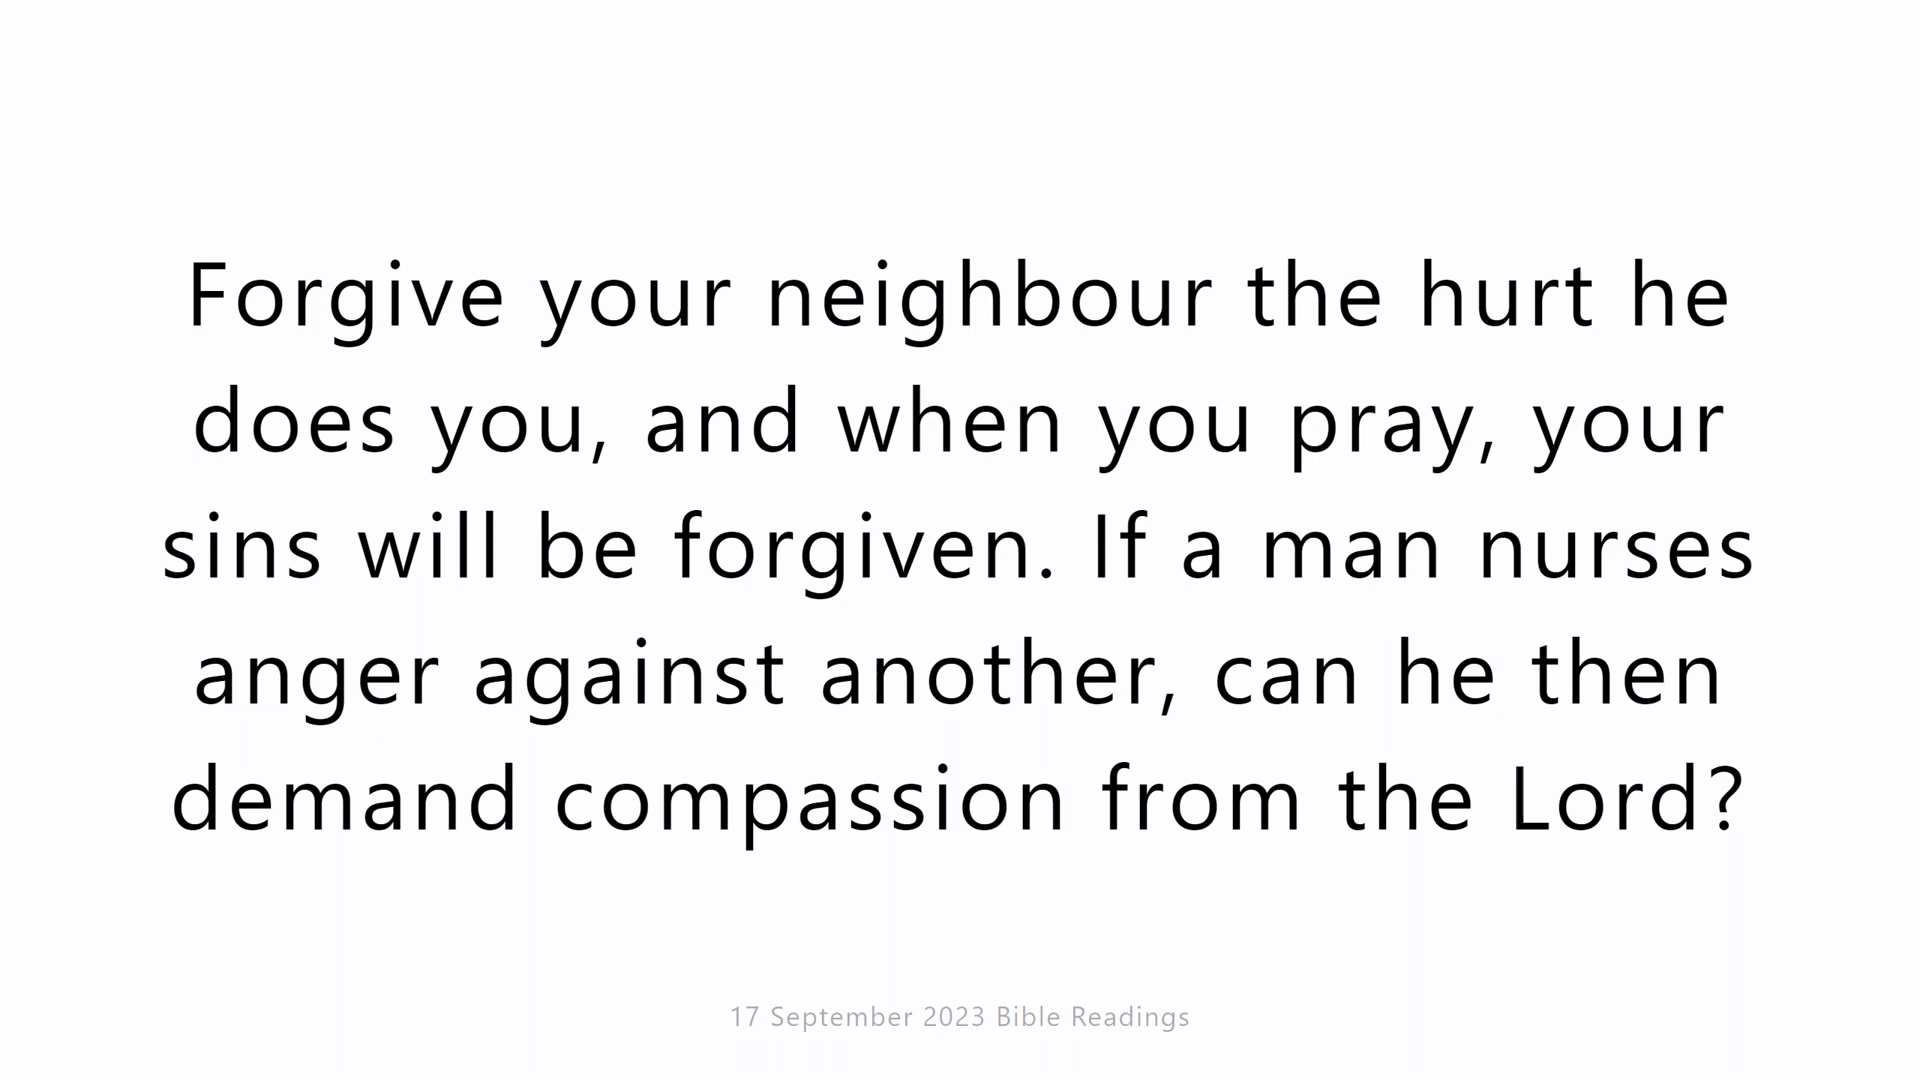 Forgive your neighbour the hurt he
does you, and when you pray, your
sins will be forgiven. If a man nurses
anger against another, can he then
demand compassion from the Lord?
17 September 2023 Bible Readings